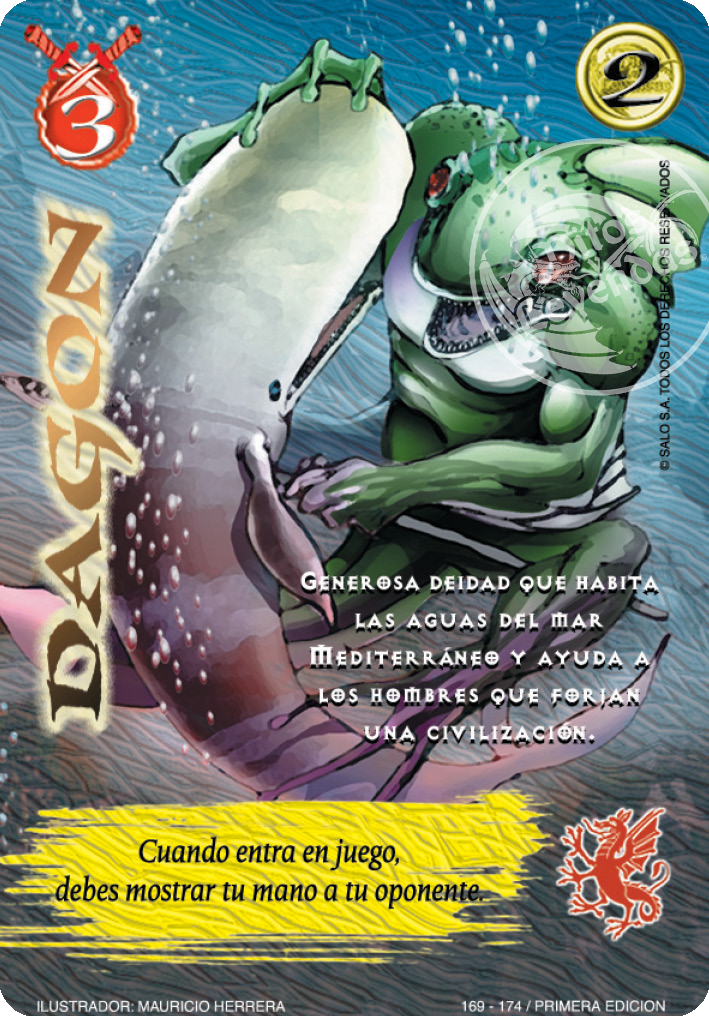 3
2
DAGON
© SALO S.A. TODOS LOS DERECHOS RESERVADOS
Mitos y Leyendas
Generosa deidad que habita
las aguas del mar
Mediterráneo y ayuda a
los hombres que forjan
una civilización.
Cuando entra en juego,
debes mostrar tu mano a tu oponente.
ILUSTRADOR: MAURICIO HERRERA
169 - 174 / PRIMERA EDICION